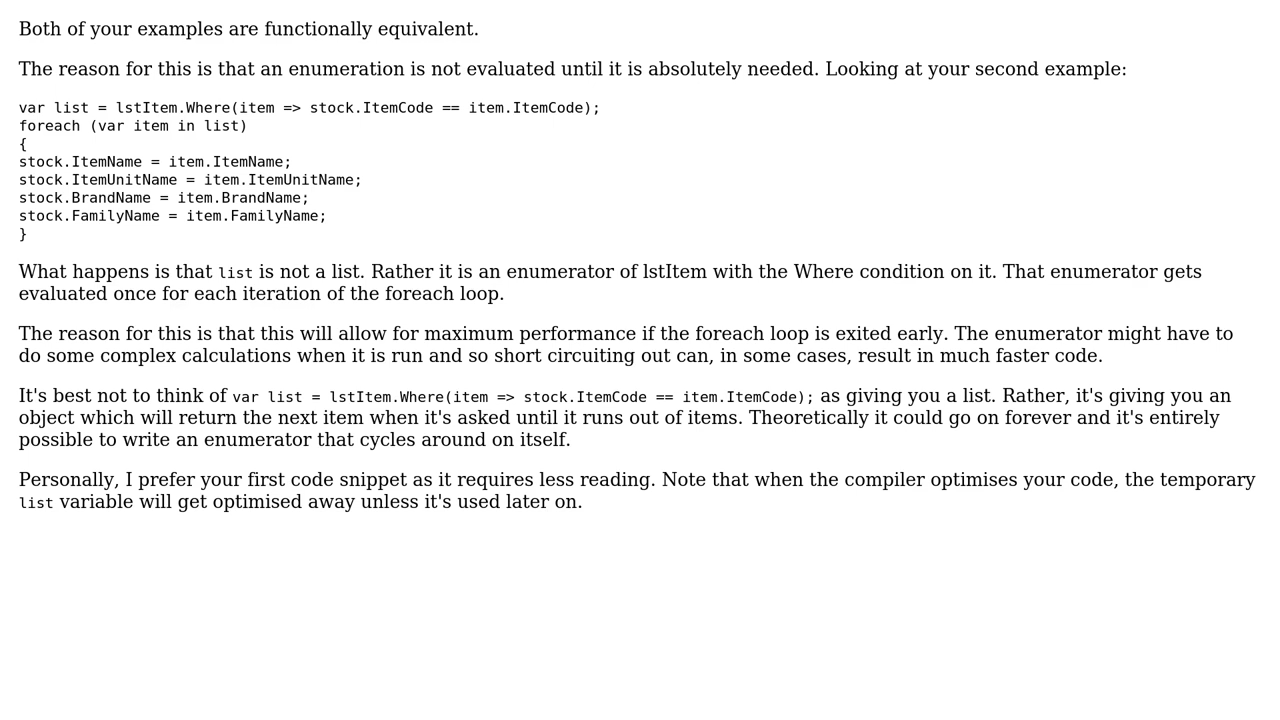 Both of your examples are functionally equivalent.
The reason for this is that an enumeration is not evaluated until it is absolutely needed. Looking at your second example:
var list = lstItem.Where(item => stock.ItemCode == item.ItemCode);
foreach (var item in list)
{
stock.ItemName = item.ItemName;
stock.ItemUnitName = item.ItemUnitName;
stock.BrandName = item.BrandName;
stock.FamilyName = item.FamilyName;
}
What happens is that list is not a list. Rather it is an enumerator of lstItem with the Where condition on it. That enumerator gets
evaluated once for each iteration of the foreach loop.
The reason for this is that this will allow for maximum performance if the foreach loop is exited early. The enumerator might have to
do some complex calculations when it is run and so short circuiting out can, in some cases, result in much faster code.
It's best not to think of var list = lstItem.Where(item => stock.ItemCode == item.ItemCode); as giving you a list. Rather, it's giving you an
object which will return the next item when it's asked until it runs out of items. Theoretically it could go on forever and it's entirely
possible to write an enumerator that cycles around on itself.
Personally, I prefer your first code snippet as it requires less reading. Note that when the compiler optimises your code, the temporary
list variable will get optimised away unless it's used later on.